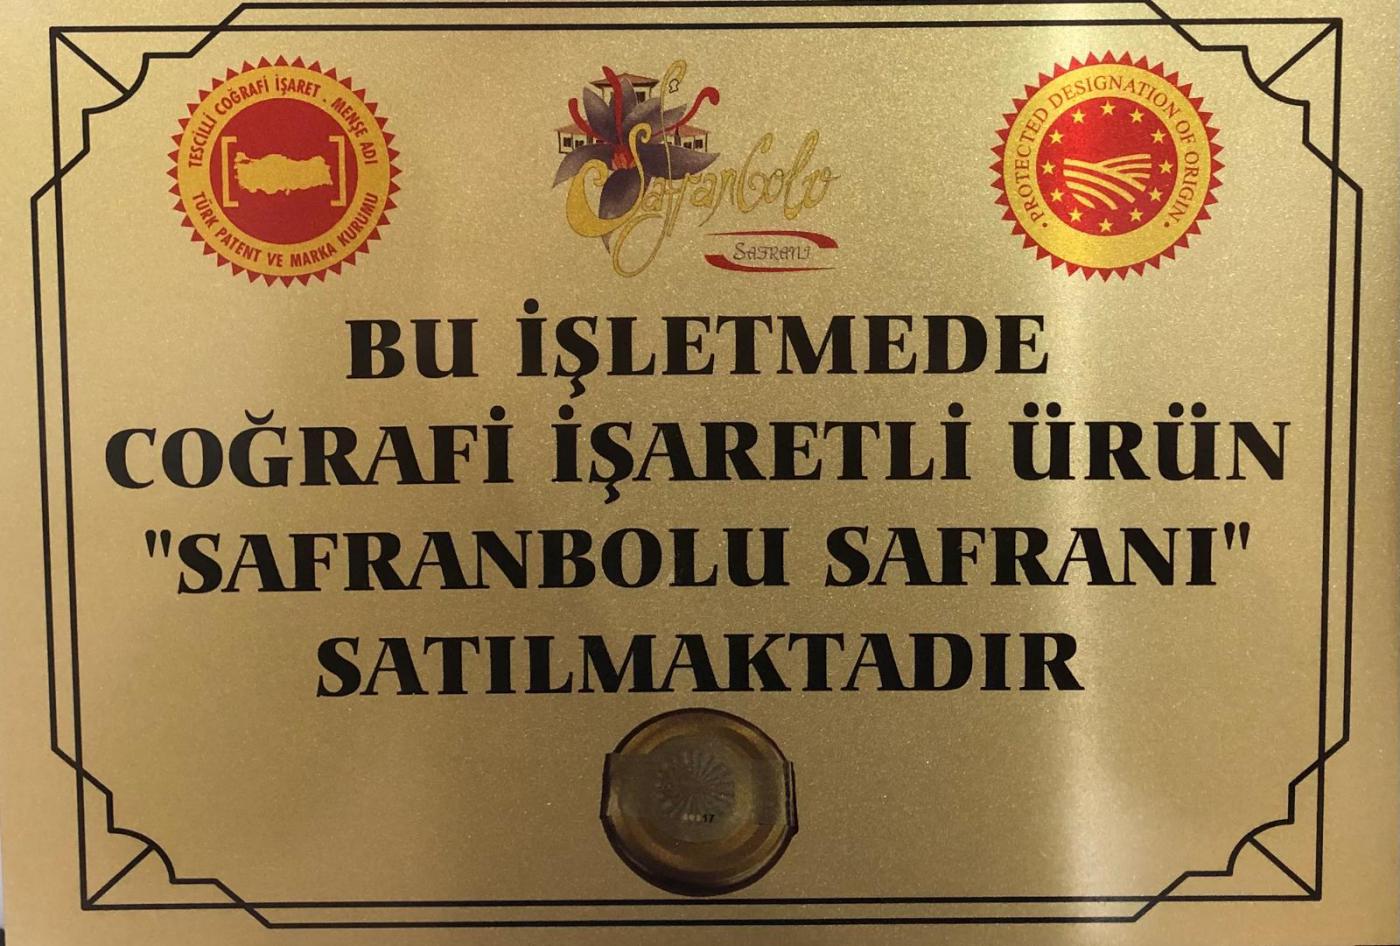 TESCİLLİ COĞRAFİ İŞARET . MENŞE ADI
TÜRK PATENT VE MARKA KURUMU
Safranbolu
SAFRANI
PROTECTED DESIGNATION OF ORIGIN
BU İŞLETMEDE
COĞRAFİ İŞARETLİ ÜRÜN
"SAFRANBOLU SAFRANI"
SATILMAKTADIR